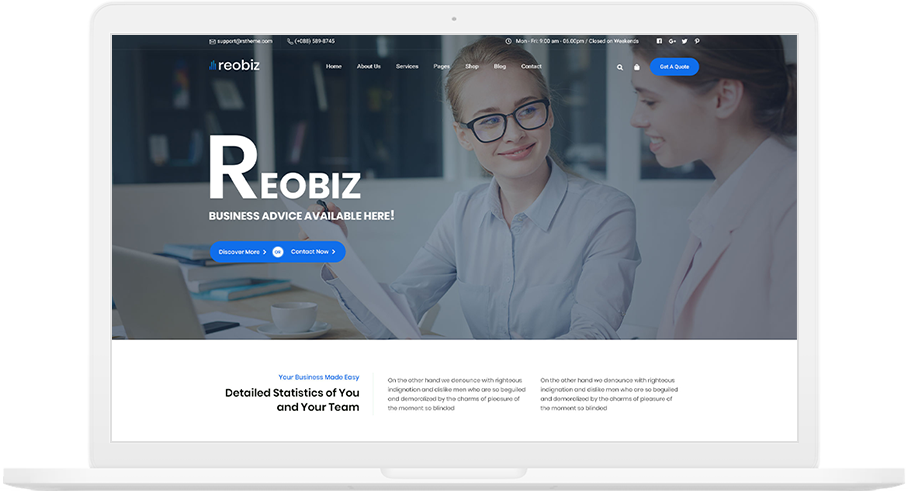 support@rstheme.com (+088) 589-8745 Mon - Fri: 9:00 am - 05.00pm / Closed on Weekends
reobiz Home About Us Services Pages Shop Blog Contact Get A Quote
REOBIZ
BUSINESS ADVICE AVAILABLE HERE!
Discover More OR Contact Now
Your Business Made Easy
Detailed Statistics of You
and Your Team
On the other hand we denounce with righteous
indignation and dislike men who are so beguiled
and demoralized by the charms of pleasure of
the moment so blinded
On the other hand we denounce with righteous
indignation and dislike men who are so beguiled
and demoralized by the charms of pleasure of
the moment so blinded